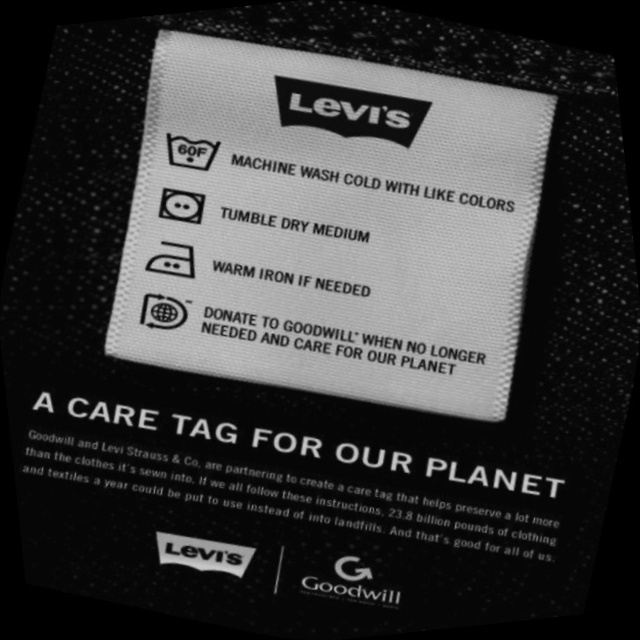 Levi's
60F
MACHINE WASH COLD WITH LIKE COLORS
TUMBLE DRY MEDIUM
WARM IRON IF NEEDED
DONATE TO GOODWILL® WHEN NO LONGER
NEEDED AND CARE FOR OUR PLANET
A CARE TAG FOR OUR PLANET
Goodwill and Levi Strauss & Co. are partnering to create a care tag that helps preserve a lot more
than the clothes it's sewn into. If we all follow these instructions, 23.8 billion pounds of clothing
and textiles a year could be put to use instead of into landfills. And that's good for all of us.
Levi's
Goodwill